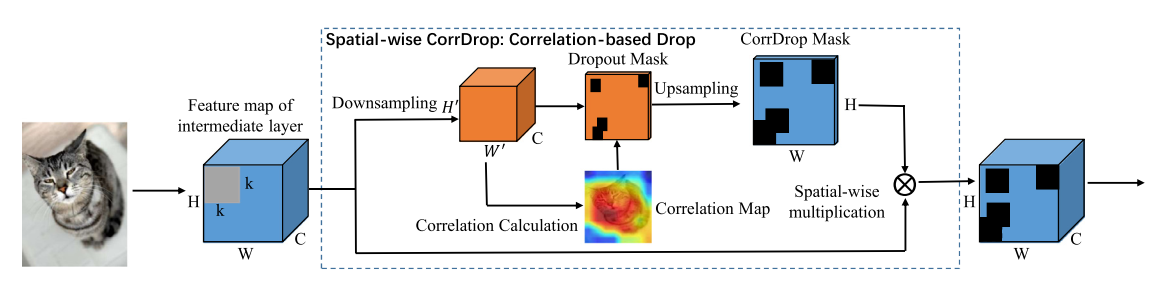 Spatial-wise CorrDrop: Correlation-based Drop
Feature map of
intermediate layer
k
k
H
W
C
Downsampling
H'
W'
C
Dropout Mask
Upsampling
CorrDrop Mask
H
W
Correlation Calculation
Correlation Map
Spatial-wise
multiplication
H
W
C